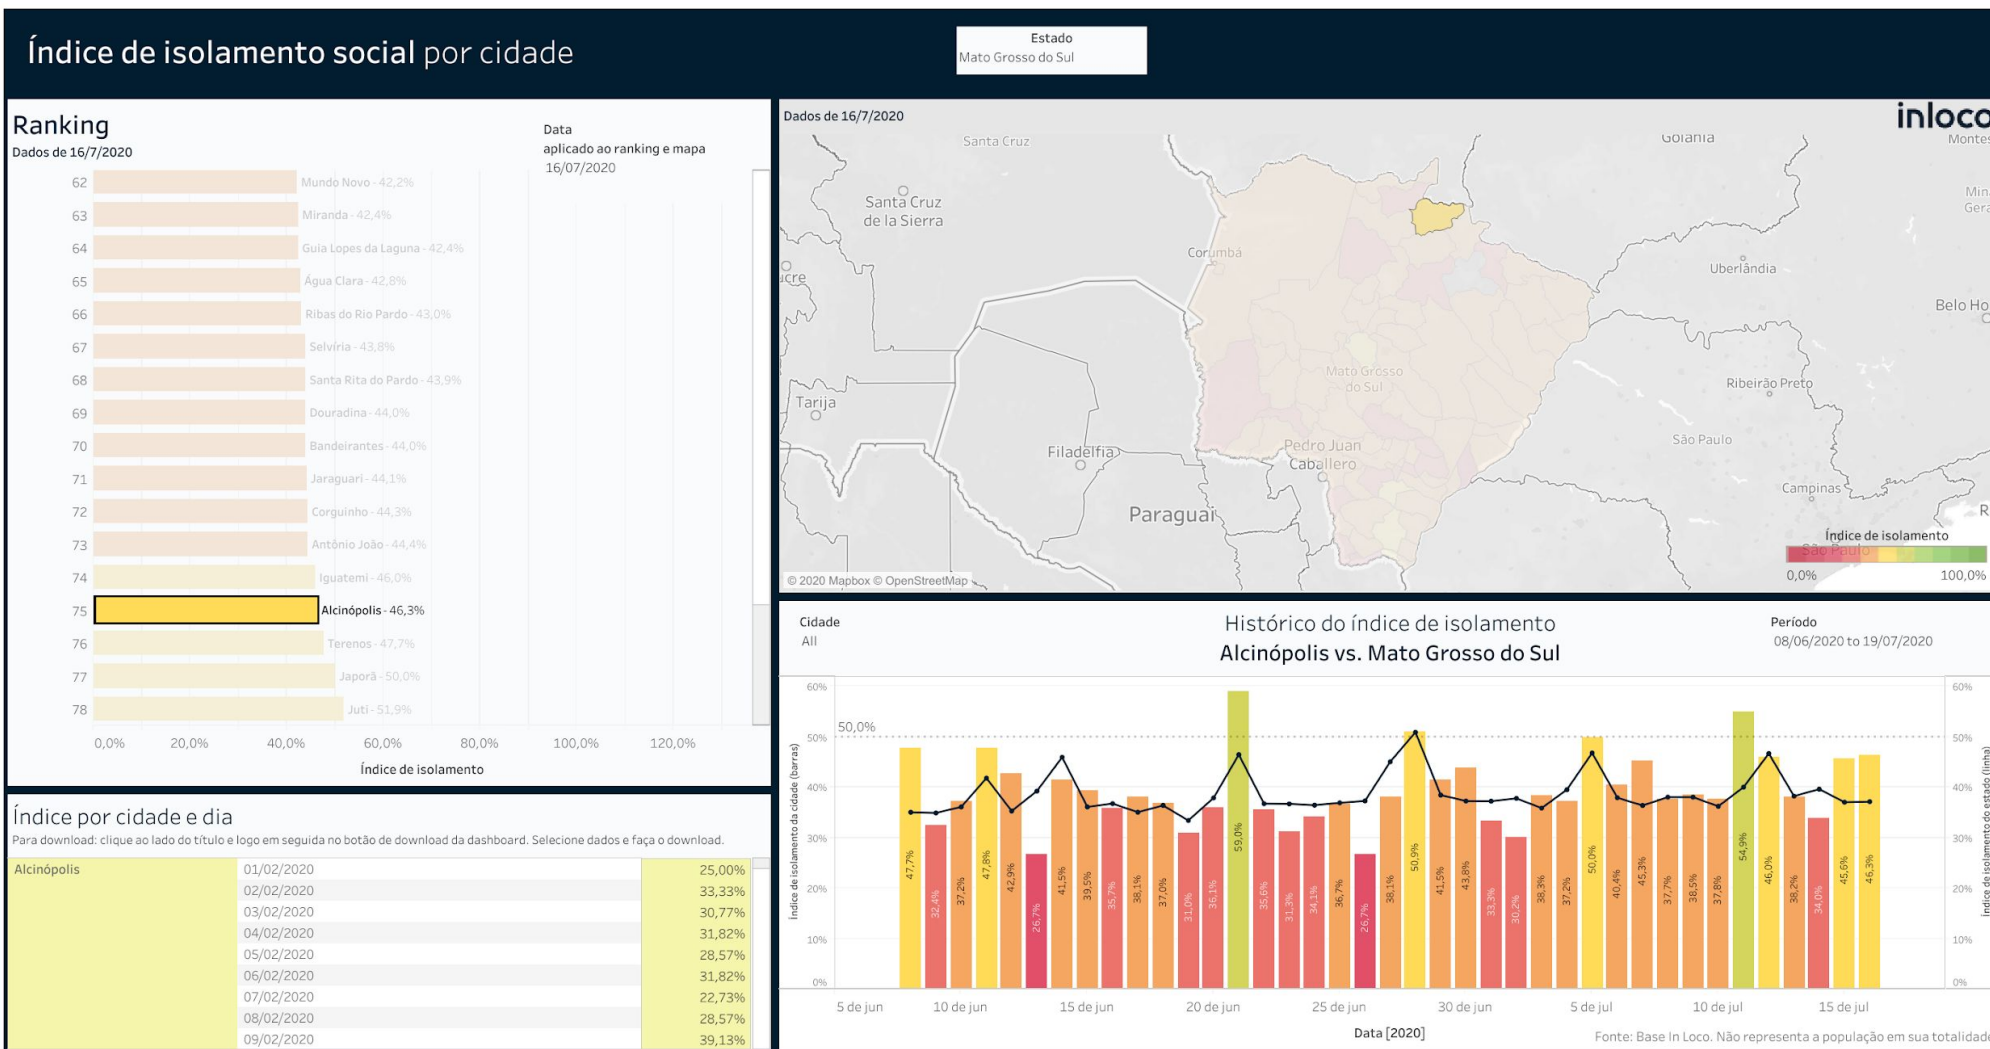 Índice de isolamento social por cidade
Estado
Mato Grosso do Sul
Ranking
Dados de 16/7/2020
Data
aplicado ao ranking e mapa
16/07/2020
62 Mundo Novo - 42,2%
63 Miranda - 42,4%
64 Guia Lopes da Laguna - 42,4%
65 Água Clara - 42,8%
66 Ribas do Rio Pardo - 43,0%
67 Selvíria - 43,8%
68 Santa Rita do Pardo - 43,9%
69 Douradina - 44,0%
70 Bandeirantes - 44,0%
71 Jaraguari - 44,1%
72 Corguinho - 44,3%
73 Antônio João - 44,4%
74 Iguatemi - 46,0%
75 Alcinópolis - 46,3%
76 Terenos - 47,7%
77 Japorã - 50,0%
78 Juti - 51,9%
0,0% 20,0% 40,0% 60,0% 80,0% 100,0% 120,0%
Índice de isolamento
Índice por cidade e dia
Para download: clique ao lado do título e logo em seguida no botão de download da dashboard. Selecione dados e faça o download.
Alcinópolis 01/02/2020 25,00%
02/02/2020 33,33%
03/02/2020 30,77%
04/02/2020 31,82%
05/02/2020 28,57%
06/02/2020 31,82%
07/02/2020 22,73%
08/02/2020 28,57%
09/02/2020 39,13%
Dados de 16/7/2020
inloco
Santa Cruz
Goiânia
Montes
Santa Cruz
de la Sierra
Min
Gera
Corumbá
Uberlândia
cre
Belo Ho
Mato Grosso
do Sul
Ribeirão Preto
Tarija
Filadélfia
Pedro Juan
Caballero
São Paulo
Campinas
Paraguai
R
Índice de isolamento
São Paulo
0,0% 100,0%
© 2020 Mapbox © OpenStreetMap
Cidade
All
Histórico do índice de isolamento
Alcinópolis vs. Mato Grosso do Sul
Período
08/06/2020 to 19/07/2020
Índice de isolamento da cidade (barras)
60%
50%
40%
30%
20%
10%
0%
50,0%
47,7%
32,4%
37,2%
47,8%
42,9%
26,7%
41,5%
39,5%
35,7%
38,1%
37,0%
31,0%
36,1%
59,0%
35,6%
31,3%
34,1%
36,7%
26,7%
38,1%
50,9%
41,5%
43,8%
33,3%
30,2%
38,3%
37,2%
50,0%
40,4%
45,3%
37,7%
38,5%
37,8%
54,9%
46,0%
38,2%
34,0%
45,6%
46,3%
60%
50%
40%
30%
20%
10%
0%
Índice de isolamento do estado (linha)
5 de jun 10 de jun 15 de jun 20 de jun 25 de jun 30 de jun 5 de jul 10 de jul 15 de jul
Data [2020]
Fonte: Base In Loco. Não representa a população em sua totalidade